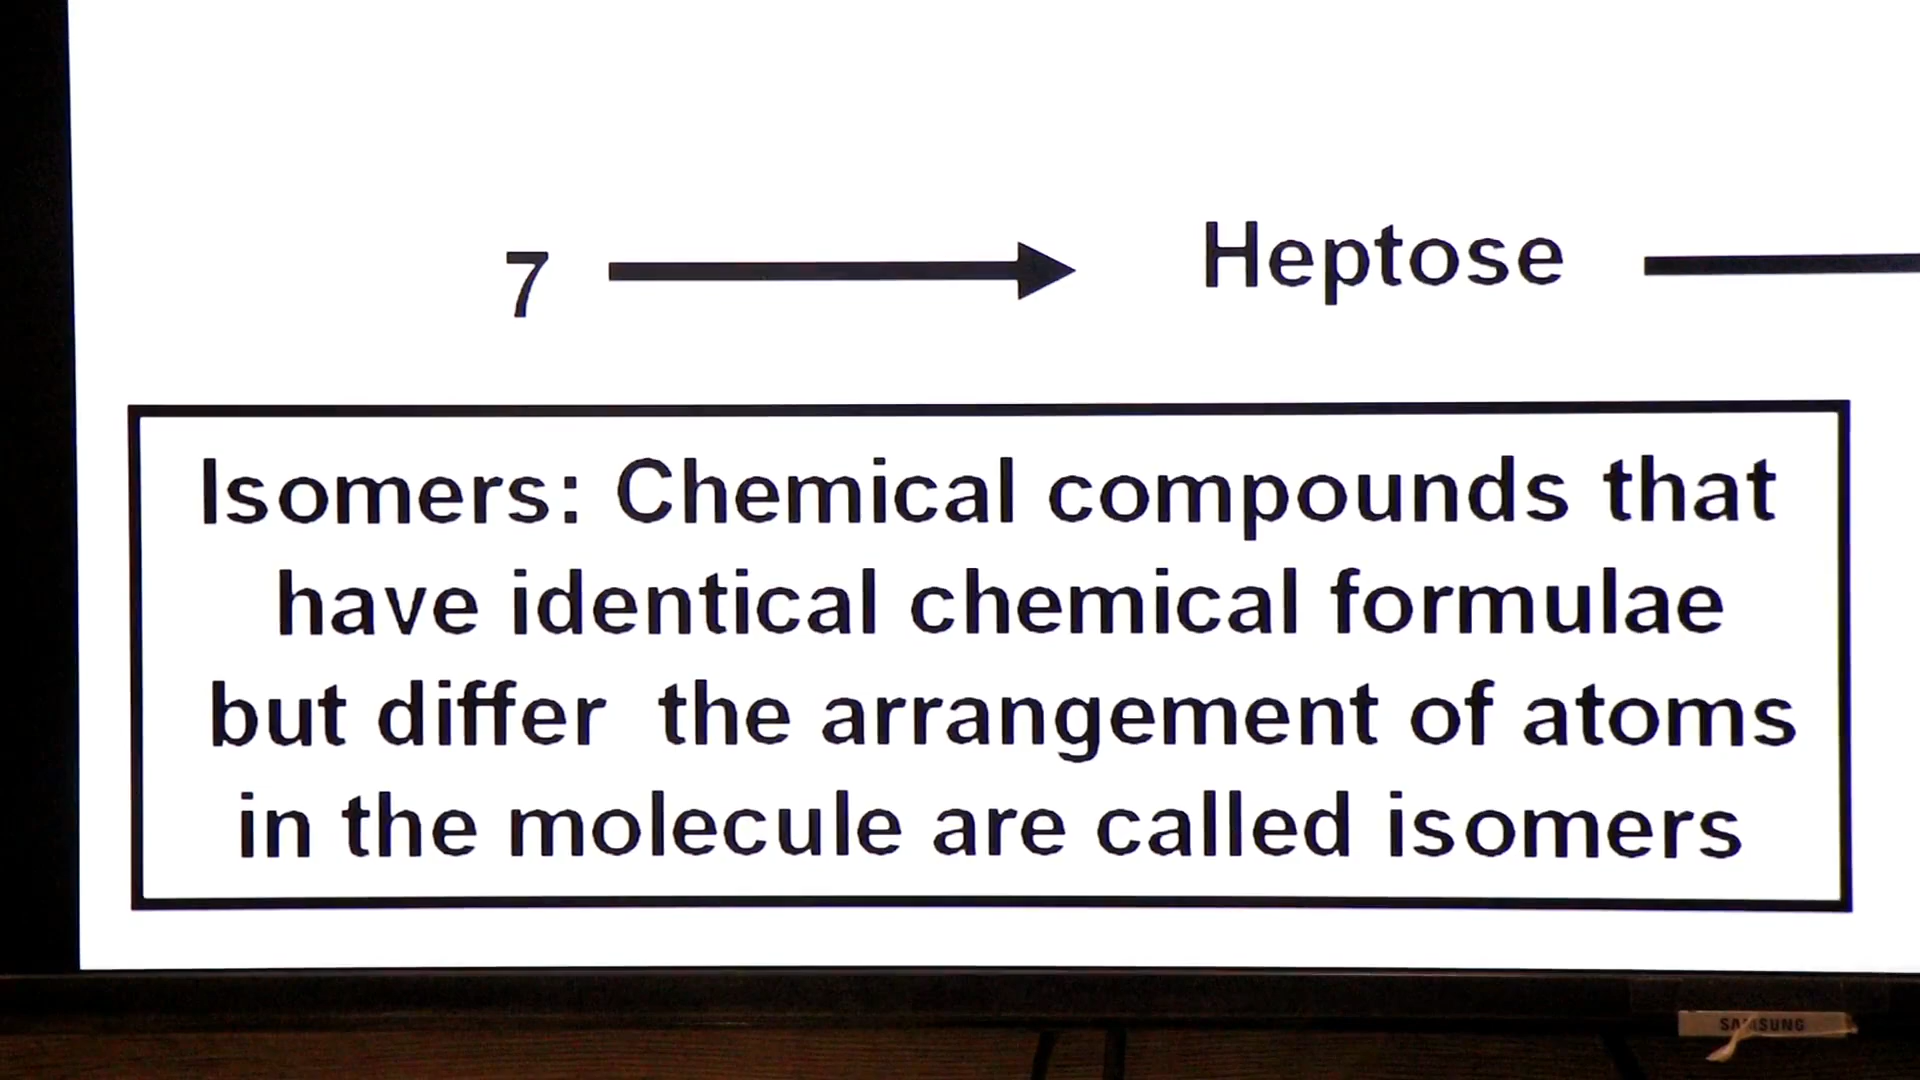 7 Heptose
Isomers: Chemical compounds that
have identical chemical formulae
but differ the arrangement of atoms
in the molecule are called isomers
SAMSUNG